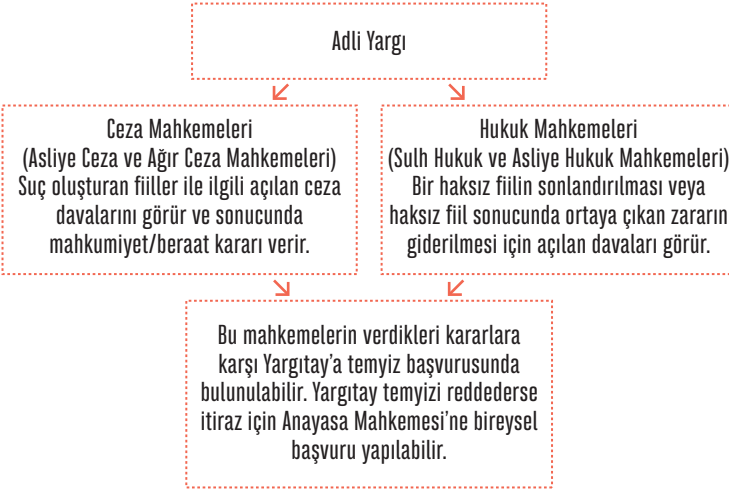 Adli Yargı
Ceza Mahkemeleri
(Asliye Ceza ve Ağır Ceza Mahkemeleri)
Suç oluşturan fiiller ile ilgili açılan ceza
davalarını görür ve sonucunda
mahkumiyet/beraat kararı verir.
Hukuk Mahkemeleri
(Sulh Hukuk ve Asliye Hukuk Mahkemeleri)
Bir haksız fiilin sonlandırılması veya
haksız fiil sonucunda ortaya çıkan zararın
giderilmesi için açılan davaları görür.
Bu mahkemelerin verdikleri kararlara
karşı Yargıtay’a temyiz başvurusunda
bulunulabilir. Yargıtay temyizi reddederse
itiraz için Anayasa Mahkemesi’ne bireysel
başvuru yapılabilir.